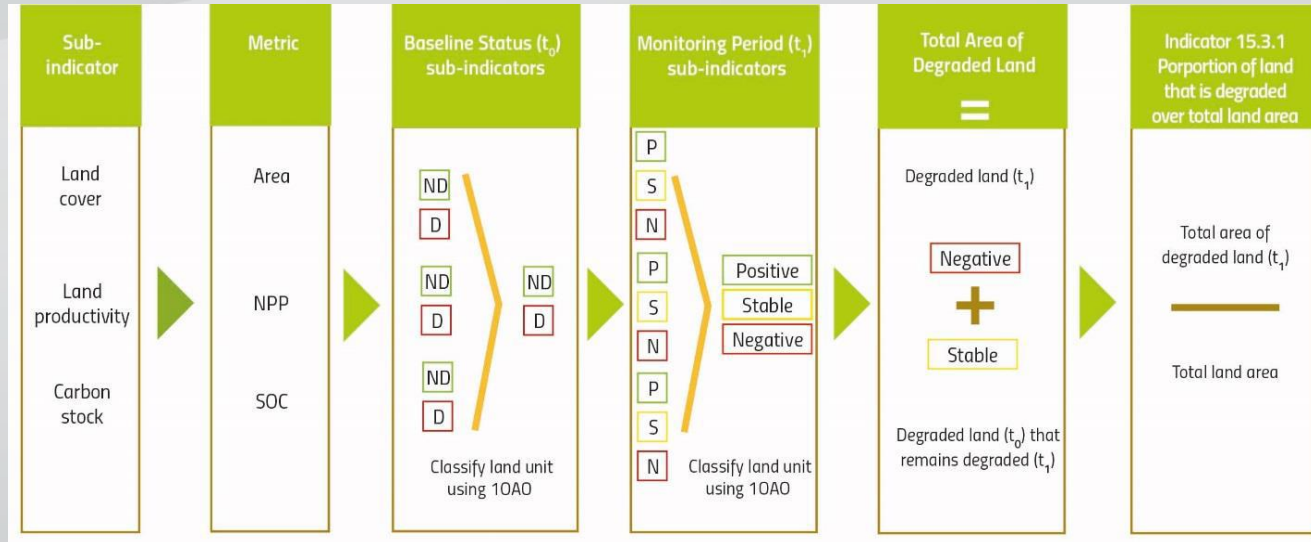 Sub-
indicator
Metric
Baseline Status (t0)
sub-indicators
Monitoring Period (t1)
sub-indicators
Total Area of
Degraded Land
=
Indicator 15.3.1
Porportion of land
that is degraded
over total land area
Land
cover
Land
productivity
Carbon
stock
Area
NPP
SOC
ND
D
ND
D
ND
D
ND
D
Classify land unit
using 1OAO
P
S
N
P
S
N
P
S
N
Positive
Stable
Negative
Classify land unit
using 1OAO
Degraded land (t1)
Negative
+
Stable
Degraded land (t0) that
remains degraded (t1)
Total area of
degraded land (t1)
Total land area